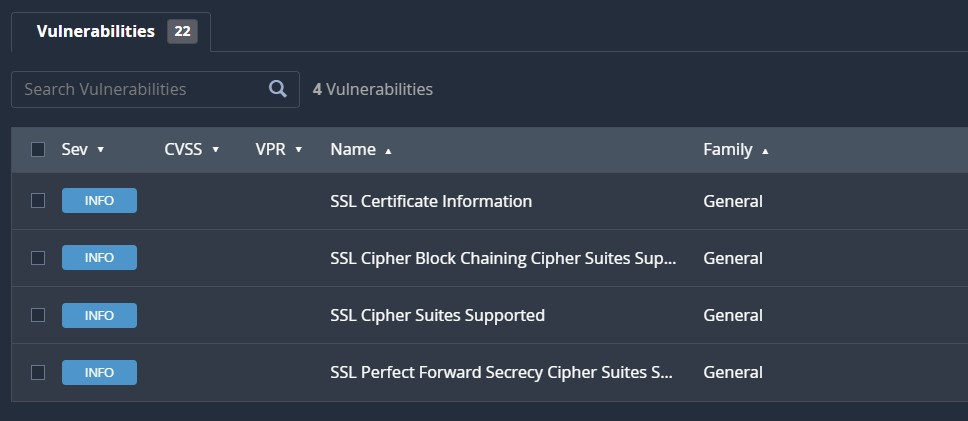 Vulnerabilities 22
Search Vulnerabilities 4 Vulnerabilities
Sev CVSS VPR Name Family
INFO SSL Certificate Information General
INFO SSL Cipher Block Chaining Cipher Suites Sup... General
INFO SSL Cipher Suites Supported General
INFO SSL Perfect Forward Secrecy Cipher Suites S... General